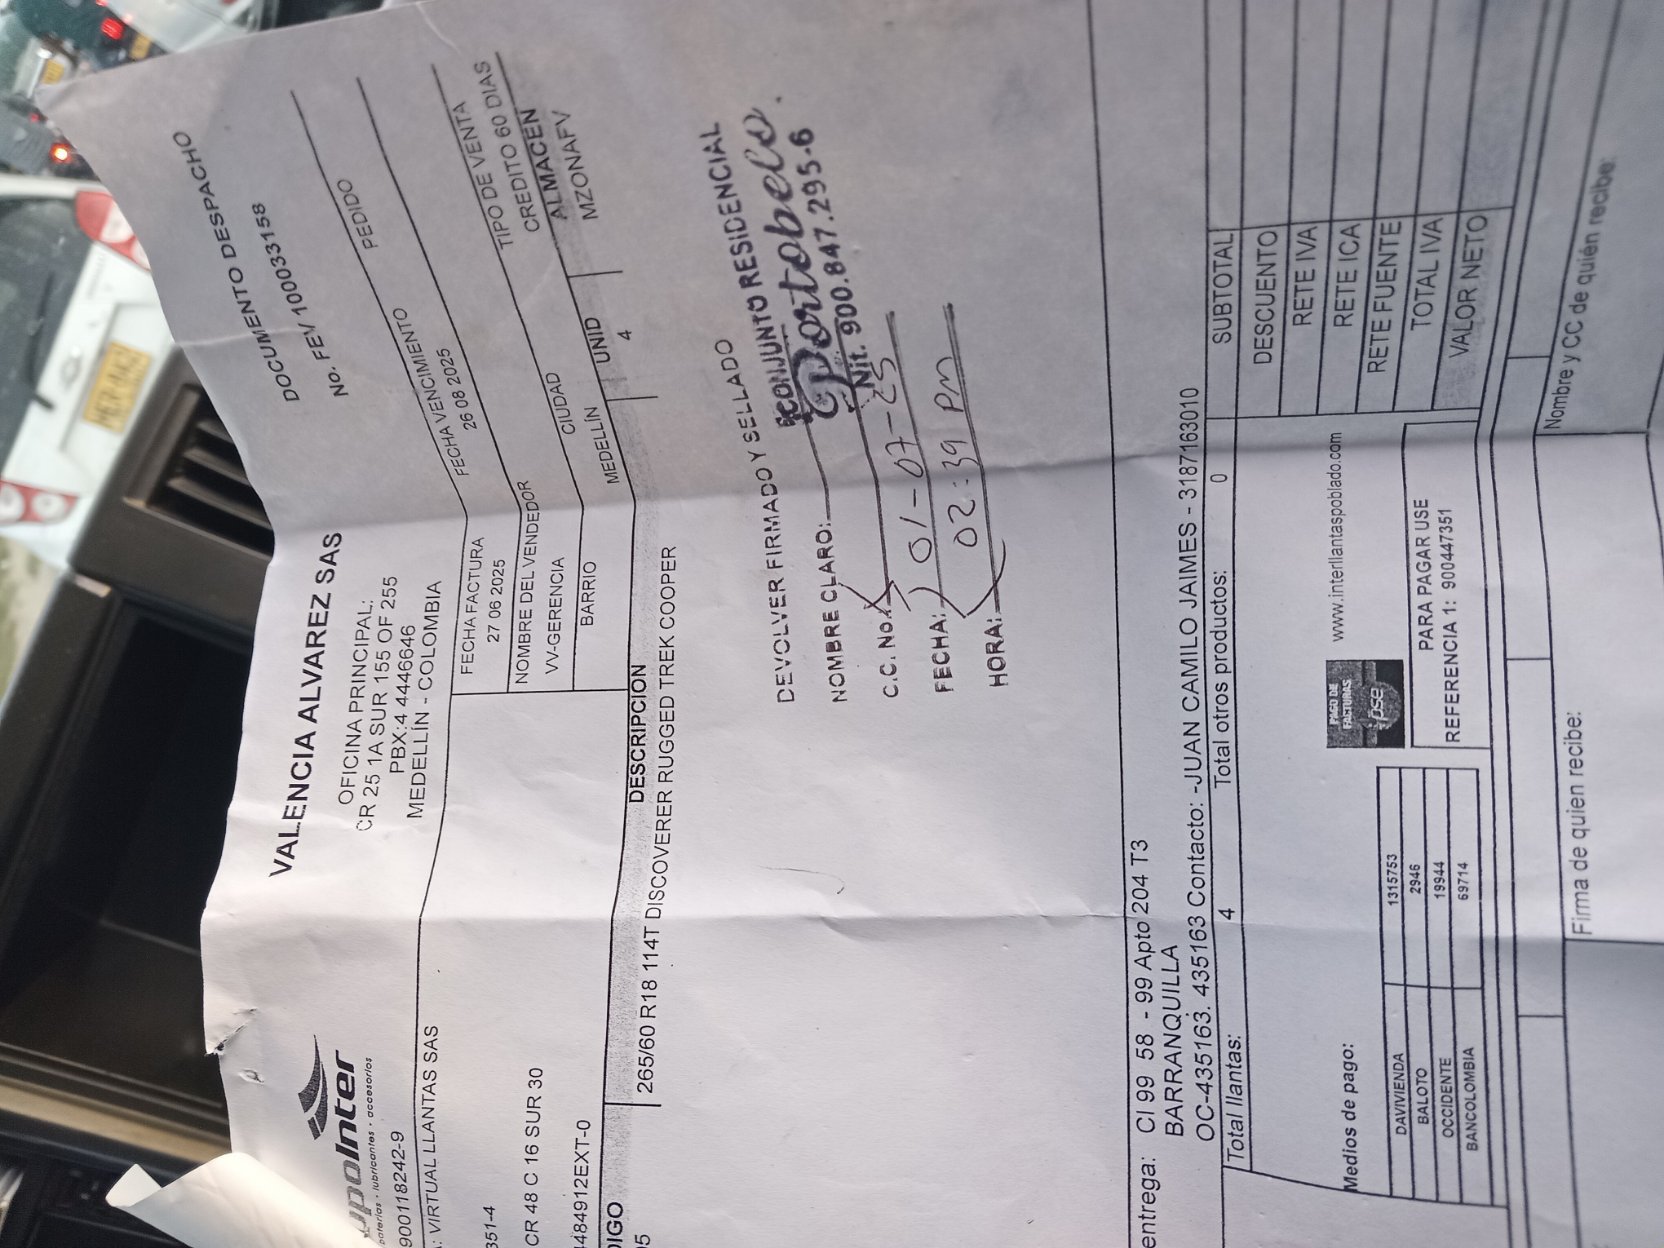 upoInter
baterías · lubricantes · accesorios
900118242-9
VALENCIA ALVAREZ SAS
OFICINA PRINCIPAL:
CR 25 1A SUR 155 OF 255
PBX:4 4446646
MEDELLÍN - COLOMBIA
DOCUMENTO DESPACHO
No. FEV/ 1000033158
PEDIDO
: VIRTUAL LLANTAS SAS
351-4
CR 48 C 16 SUR 30
4484912EXT-0
FECHA FACTURA
27 06 2025
FECHA VENCIMIENTO
26 08 2025
NOMBRE DEL VENDEDOR
VV-GERENCIA
TIPO DE VENTA
CREDITO 60 DIAS
BARRIO
CIUDAD
MEDELLÍN
ALMACEN
MZONAFV
DIGO
DESCRIPCION
UNID
05
265/60 R18 114T DISCOVERER RUGGED TREK COOPER
4
DEVOLVER FIRMADO Y SELLADO
NOMBRE CLARO:
C.C. No.
FECHA: 01-07-25
HORA: 02:39 PM
CONJUNTO RESIDENCIAL
Portobelo.
Nit. 900.847.295-6
entrega: Cl 99 58 - 99 Apto 204 T3
BARRANQUILLA
OC-435163. 435163 Contacto: -JUAN CAMILO JAIMES - 3187163010
Total llantas: 4 Total otros productos: 0
SUBTOTAL
DESCUENTO
RETE IVA
RETE ICA
RETE FUENTE
TOTAL IVA
VALOR NETO
Medios de pago:
DAVIVIENDA 1315753
BALOTO 2946
OCCIDENTE 19944
BANCOLOMBIA 69714
PAGO DE
FACTURAS
pse
www.interllantaspoblado.com
PARA PAGAR USE
REFERENCIA 1: 900447351
Firma de quien recibe:
Nombre y CC de quién recibe: